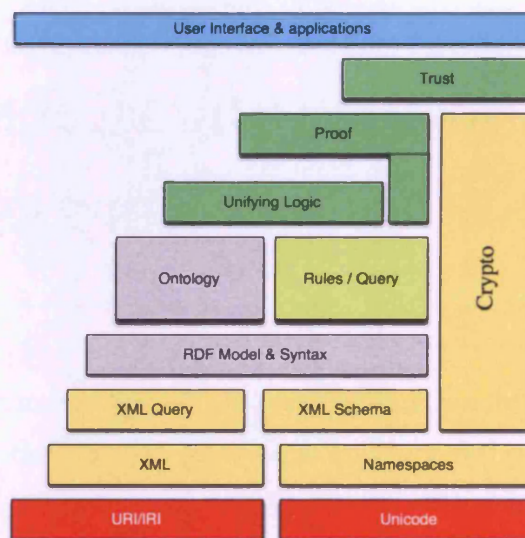 User Interface & applications
Trust
Proof
Unifying Logic
Crypto
Ontology
Rules / Query
RDF Model & Syntax
XML Query
XML Schema
XML
Namespaces
URI/IRI
Unicode